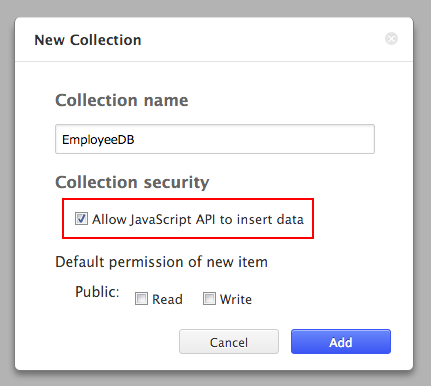 New Collection
Collection name
EmployeeDB
Collection security
Allow JavaScript API to insert data
Default permission of new item
Public: Read Write
Cancel Add